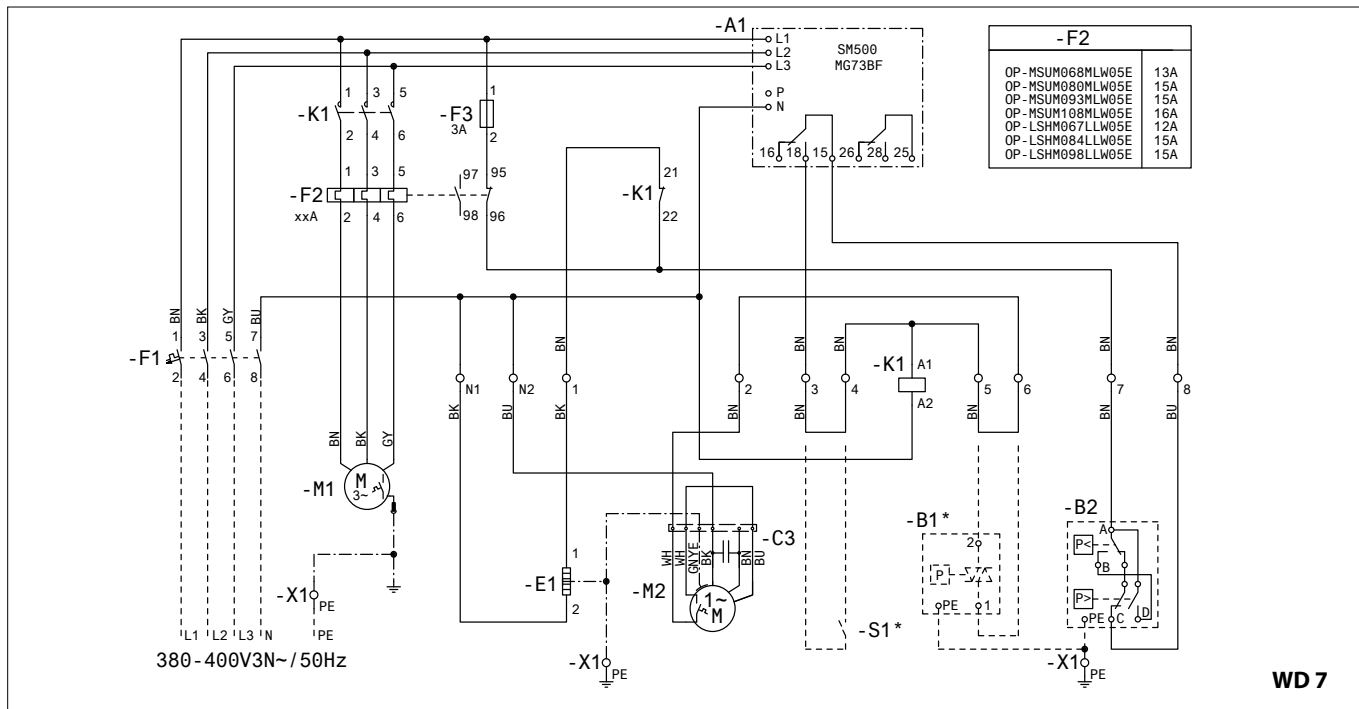 -A1
L1
L2
L3
P
N
SM500
MG73BF
16 18 15 26 28 25
-F2
OP-MSUM068MLW05E 13A
OP-MSUM080MLW05E 15A
OP-MSUM093MLW05E 15A
OP-MSUM108MLW05E 16A
OP-LSHM067LLW05E 12A
OP-LSHM084LLW05E 15A
OP-LSHM098LLW05E 15A
1 3 5
-K1
2 4 6
1
-F3
3A
2
1 3 5
-F2
xxA
2 4 6
97 95
98 96
21
-K1
22
BN BK GY BU
1 3 5 7
-F1
2 4 6 8
BN BN BN BN BU
N1 N2 1 2 3 4 5 6 7 8
-K1 A1
A2
BK BU BK BN BN BN BN BU
BN BK GY
-M1
M
3~
-X1
PE
L1 L2 L3 N PE
380-400V3N~/50Hz
1
-E1
2
-C3
WH WH GNYE BK BN BU
-M2
1~
M
-X1
PE
-S1*
-B1*
2
P
PE 1
-B2
A
P<
B
P>
PE C D
-X1
PE
WD 7